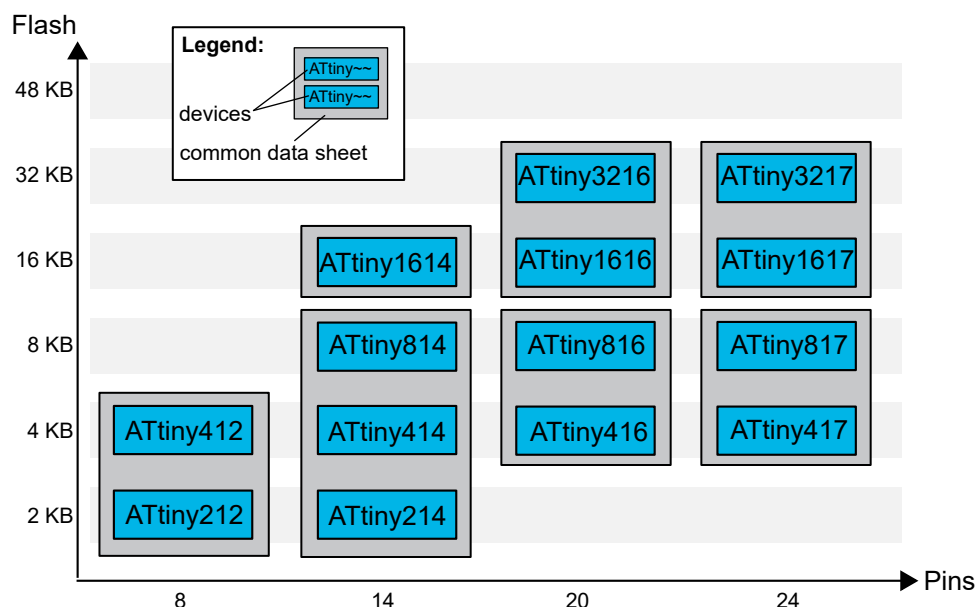 Flash
Legend:
ATtiny~~
ATtiny~~
devices
common data sheet
48 KB
32 KB
ATtiny3216
ATtiny3217
16 KB
ATtiny1614
ATtiny1616
ATtiny1617
8 KB
ATtiny814
ATtiny816
ATtiny817
4 KB
ATtiny412
ATtiny414
ATtiny416
ATtiny417
2 KB
ATtiny212
ATtiny214
Pins
8
14
20
24